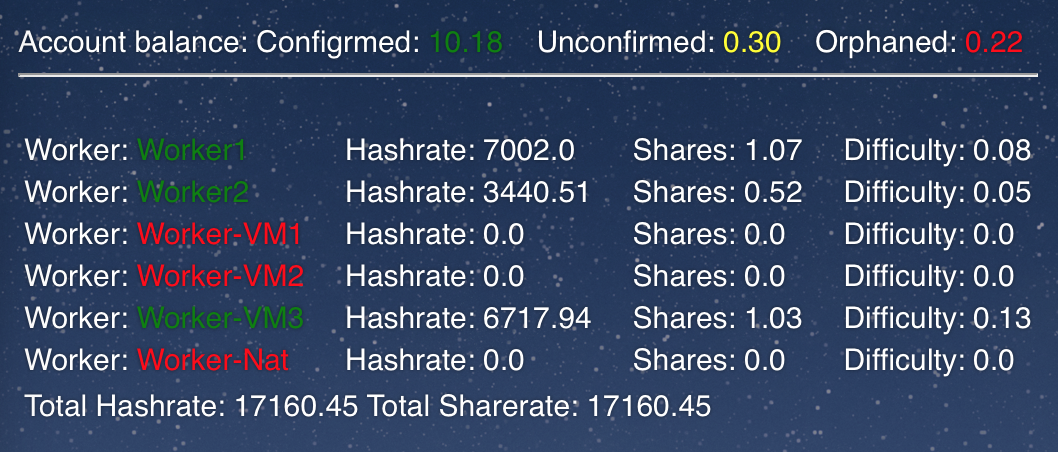 Account balance: Configrmed: 10.18 Unconfirmed: 0.30 Orphaned: 0.22
Worker: Worker1 Hashrate: 7002.0 Shares: 1.07 Difficulty: 0.08
Worker: Worker2 Hashrate: 3440.51 Shares: 0.52 Difficulty: 0.05
Worker: Worker-VM1 Hashrate: 0.0 Shares: 0.0 Difficulty: 0.0
Worker: Worker-VM2 Hashrate: 0.0 Shares: 0.0 Difficulty: 0.0
Worker: Worker-VM3 Hashrate: 6717.94 Shares: 1.03 Difficulty: 0.13
Worker: Worker-Nat Hashrate: 0.0 Shares: 0.0 Difficulty: 0.0
Total Hashrate: 17160.45 Total Sharerate: 17160.45